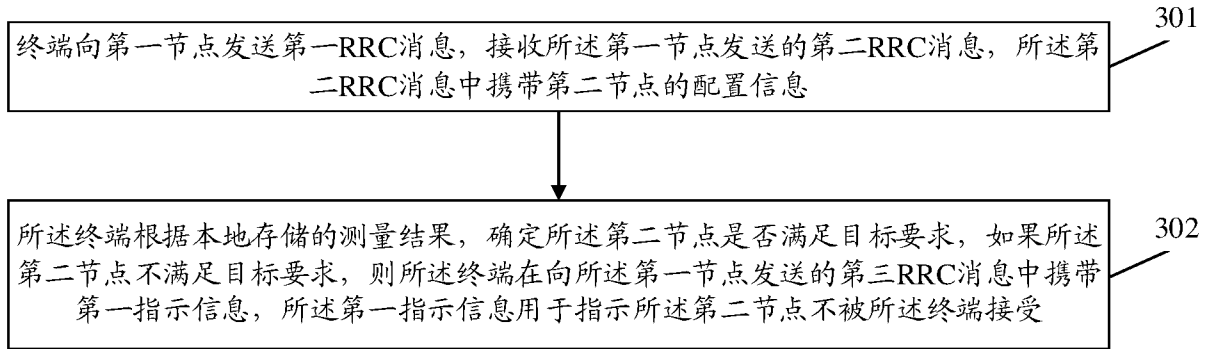 301
终端向第一节点发送第一RRC消息，接收所述第一节点发送的第二RRC消息，所述第
二RRC消息中携带第二节点的配置信息
302
所述终端根据本地存储的测量结果，确定所述第二节点是否满足目标要求，如果所述
第二节点不满足目标要求，则所述终端在向所述第一节点发送的第三RRC消息中携带
第一指示信息，所述第一指示信息用于指示所述第二节点不被所述终端接受